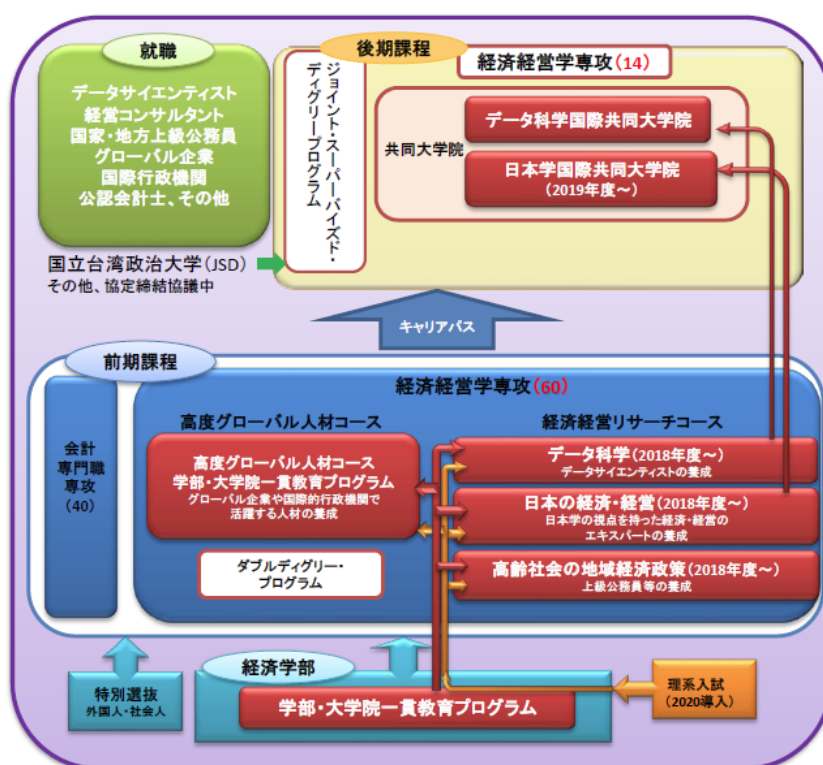 就職
データサイエンティスト
経営コンサルタント
国家・地方上級公務員
グローバル企業
国際行政機関
公認会計士、その他
後期課程
ジョイント・スーパーバイズド・
ディグリープログラム
経済経営学専攻(14)
共同大学院
データ科学国際共同大学院
日本学国際共同大学院
(2019年度～)
国立台湾政治大学(JSD)
その他、協定締結協議中
キャリアパス
前期課程
会計
専門職
専攻
(40)
経済経営学専攻(60)
高度グローバル人材コース
高度グローバル人材コース
学部・大学院一貫教育プログラム
グローバル企業や国際的行政機関で
活躍する人材の養成
ダブルディグリー・
プログラム
経済経営リサーチコース
データ科学(2018年度～)
データサイエンティストの養成
日本の経済・経営(2018年度～)
日本学の視点を持った経済・経営の
エキスパートの養成
高齢社会の地域経済政策(2018年度～)
上級公務員等の養成
特別選抜
外国人・社会人
経済学部
学部・大学院一貫教育プログラム
理系入試
(2020導入)